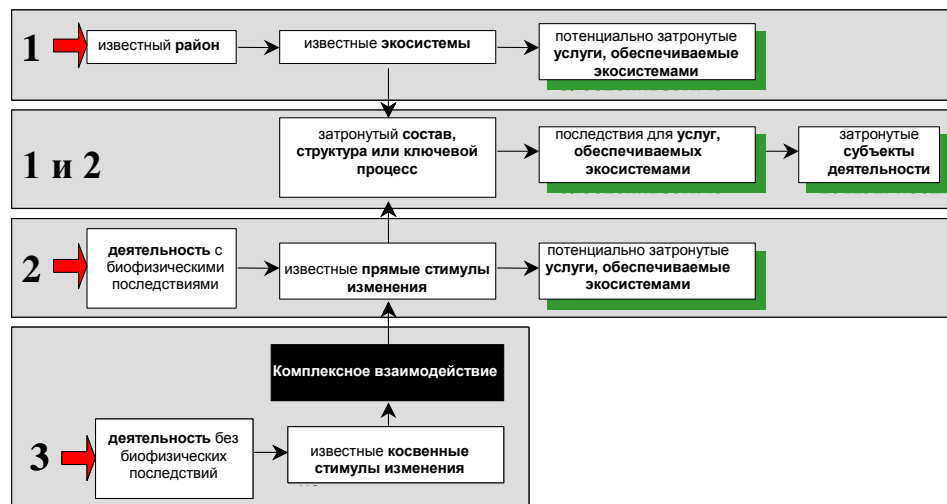 1
известный район
известные экосистемы
потенциально затронутые
услуги, обеспечиваемые
экосистемами
1 и 2
затронутый состав,
структура или ключевой
процесс
последствия для услуг,
обеспечиваемых
экосистемами
затронутые
субъекты
деятельности
2
деятельность с
биофизическими
последствиями
известные прямые стимулы
изменения
потенциально затронутые
услуги, обеспечиваемые
экосистемами
Комплексное взаимодействие
3
деятельность без
биофизических
последствий
известные косвенные
стимулы изменения